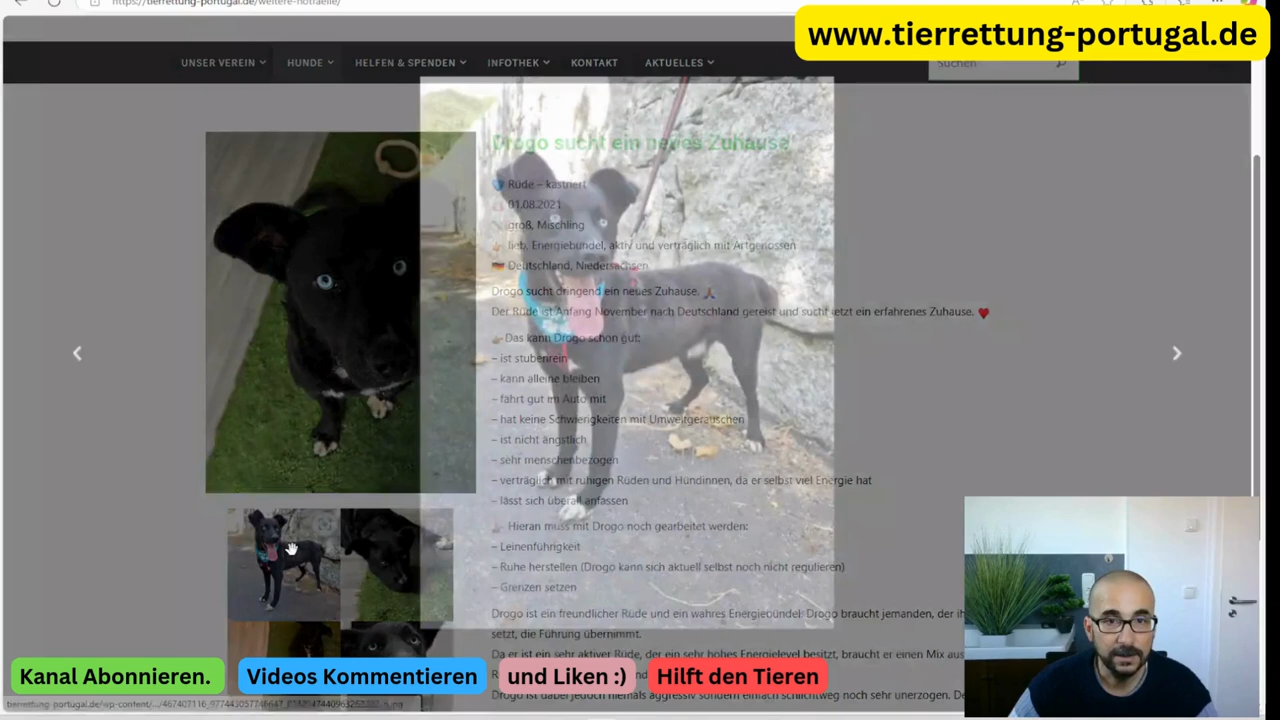 https://tierrettung-portugal.de/weitere-notfaelle/
www.tierrettung-portugal.de
UNSER VEREIN
HUNDE
HELFEN & SPENDEN
INFOTHEK
KONTAKT
AKTUELLES
Suchen
Drogo sucht ein neues Zuhause
Rüde – kastriert
01.08.2021
groß, Mischling
lieb, Energiebündel, aktiv und verträglich mit Artgenossen
Deutschland, Niedersachsen
Drogo sucht dringend ein neues Zuhause.
Der Rüde ist Anfang November nach Deutschland gereist und sucht jetzt ein erfahrenes Zuhause.
Das kann Drogo schon gut:
– ist stubenrein
– kann alleine bleiben
– fährt gut im Auto mit
– hat keine Schwierigkeiten mit Umweltgeräuschen
– ist nicht ängstlich
– sehr menschenbezogen
– verträglich mit ruhigen Rüden und Hündinnen, da er selbst viel Energie hat
– lässt sich überall anfassen
Hieran muss mit Drogo noch gearbeitet werden:
– Leinenführigkeit
– Ruhe herstellen (Drogo kann sich aktuell selbst noch nicht regulieren)
– Grenzen setzen
Drogo ist ein freundlicher Rüde und ein wahres Energiebündel. Drogo braucht jemanden, der ih
setzt, die Führung übernimmt.
Da er ist ein sehr aktiver Rüde, der ein sehr hohes Energielevel besitzt, braucht er einen Mix aus
Drogo ist dabei jedoch niemals aggressiv sondern einfach schlichtweg noch sehr unerzogen.
Kanal Abonnieren.
Videos Kommentieren
und Liken :)
Hilft den Tieren